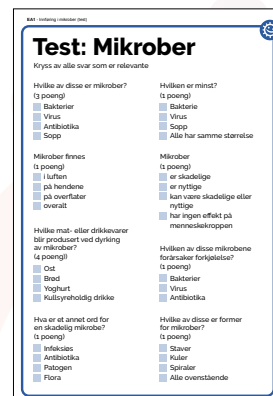 KA1 - Innføring i mikrober (test)
Test: Mikrober
Kryss av alle svar som er relevante
Hvilke av disse er mikrober?
(3 poeng)
Bakterier
Virus
Antibiotika
Sopp
Mikrober finnes
(1 poeng)
i luften
på hendene
på overflater
overalt
Hvilke mat- eller drikkevarer
blir produsert ved dyrking
av mikrober?
(4 poeng))
Ost
Brød
Yoghurt
Kullsyreholdig drikke
Hva er et annet ord for
en skadelig mikrobe?
(1 poeng)
Infeksiøs
Antibiotika
Patogen
Flora
Hvilken er minst?
(1 poeng)
Bakterie
Virus
Sopp
Alle har samme størrelse
Mikrober
(1 poeng)
er skadelige
er nyttige
kan være skadelige eller
nyttige
har ingen effekt på
menneskekroppen
Hvilken av disse mikrobene
forårsaker forkjølelse?
(1 poeng)
Bakterier
Virus
Antibiotika
Hvilke av disse er former
for mikrober?
(1 poeng)
Staver
Kuler
Spiraler
Alle ovenstående